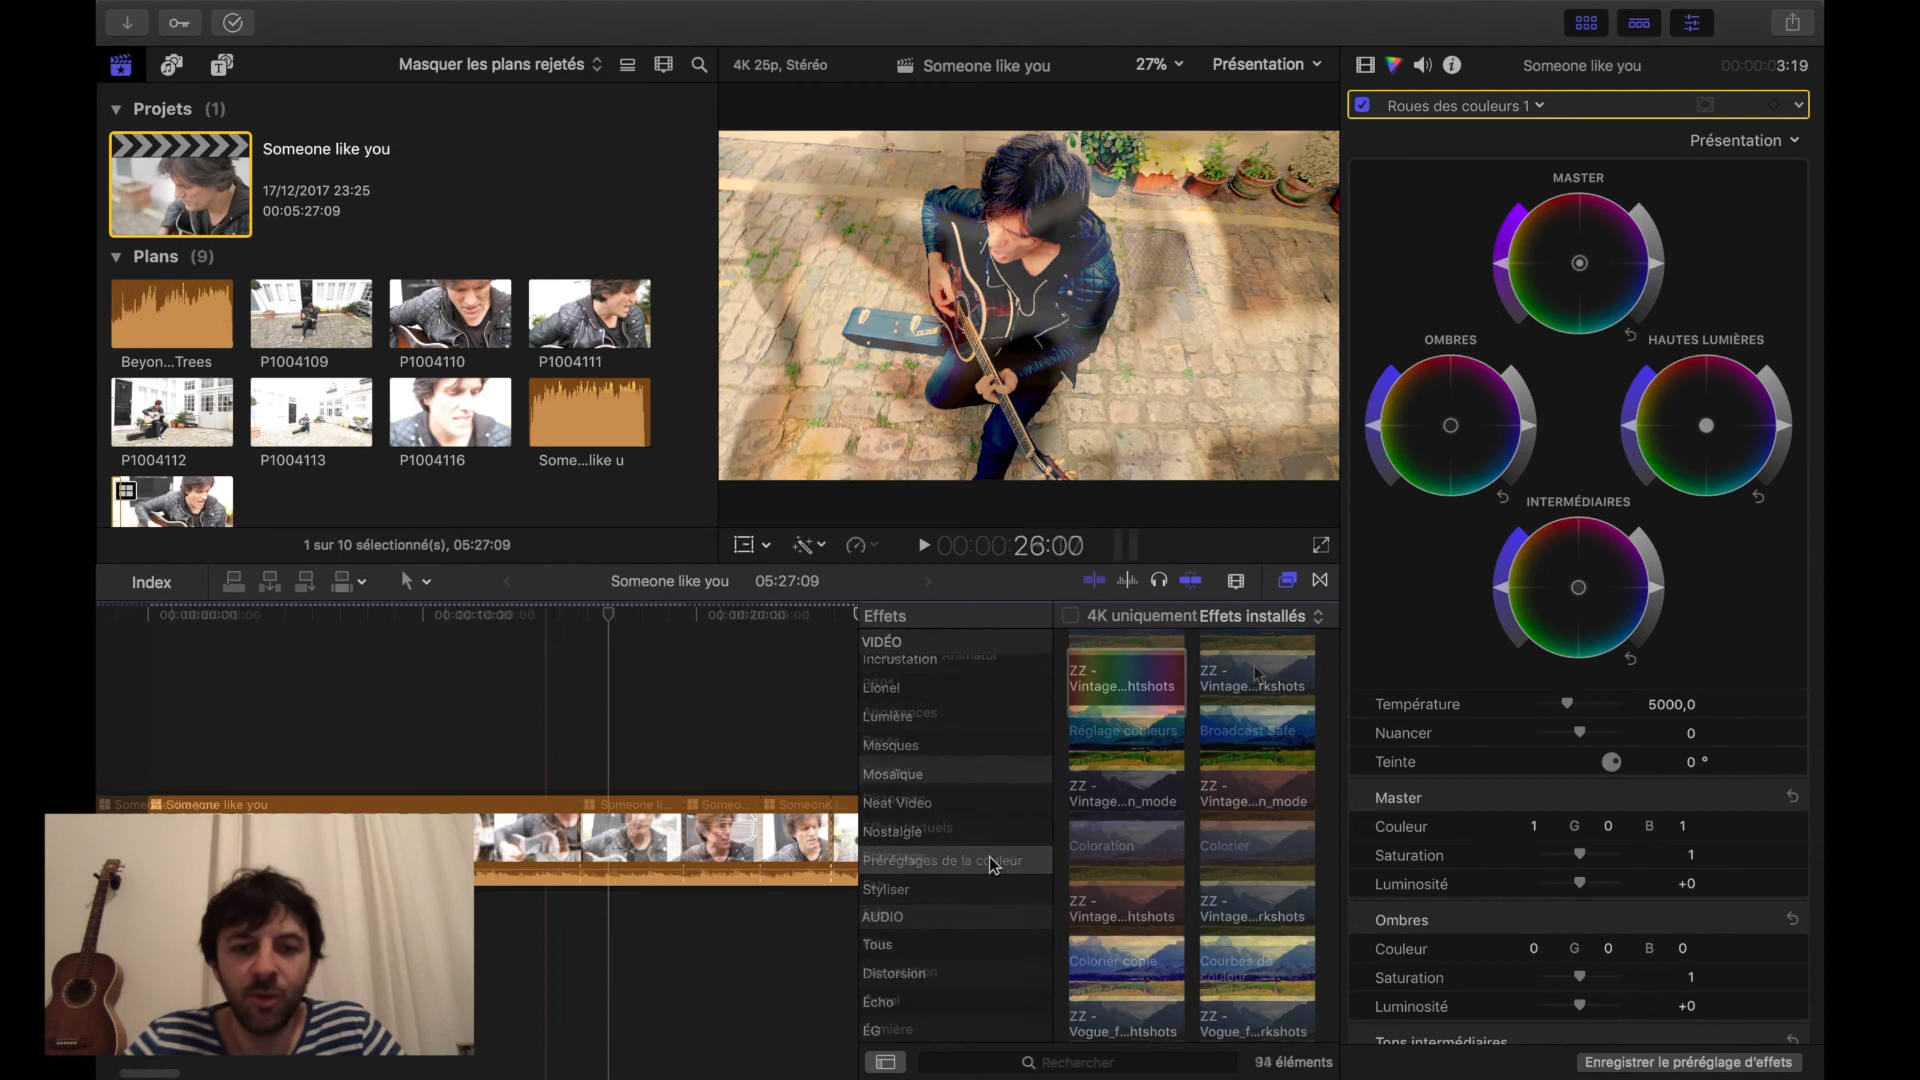 Masquer les plans rejetés
4K 25p, Stéréo
Someone like you
27%
Présentation
Someone like you
00:00:03:19
Projets (1)
Roues des couleurs 1
Someone like you
17/12/2017 23:25
00:05:27:09
Présentation
MASTER
Plans (9)
Beyon...Trees
P1004109
P1004110
P1004111
OMBRES
HAUTES LUMIÈRES
P1004112
P1004113
P1004116
Some...like u
INTERMÉDIAIRES
1 sur 10 sélectionné(s), 05:27:09
Index
Someone like you
05:27:09
Effets
4K uniquement
Effets installés
VIDÉO
Incrustation
Lionel
Lumière
Masques
Mosaïque
Neat Video
Nostalgie
Préréglages de la couleur
Styliser
AUDIO
Tous
Distorsion
Écho
ÉG
ZZ -
Vintage...htshots
ZZ -
Vintage...rkshots
Réglage couleurs
Broadcast Safe
ZZ -
Vintage...n_mode
ZZ -
Vintage...n_mode
Coloration
Colorier
ZZ -
Vintage...htshots
ZZ -
Vintage...rkshots
Colorier copie
Courbes de
couleur
ZZ -
Vogue_f...htshots
ZZ -
Vogue_f...rkshots
Rechercher
éléments
Someone like you
Someone li...
Someo...
Température 5000,0
Nuancer 0
Teinte 0 °
Master
Couleur 1 G 0 B 1
Saturation 1
Luminosité +0
Ombres
Couleur 0 G 0 B 0
Saturation 1
Luminosité +0
Tons intermédiaires
Enregistrer le préréglage d'effets